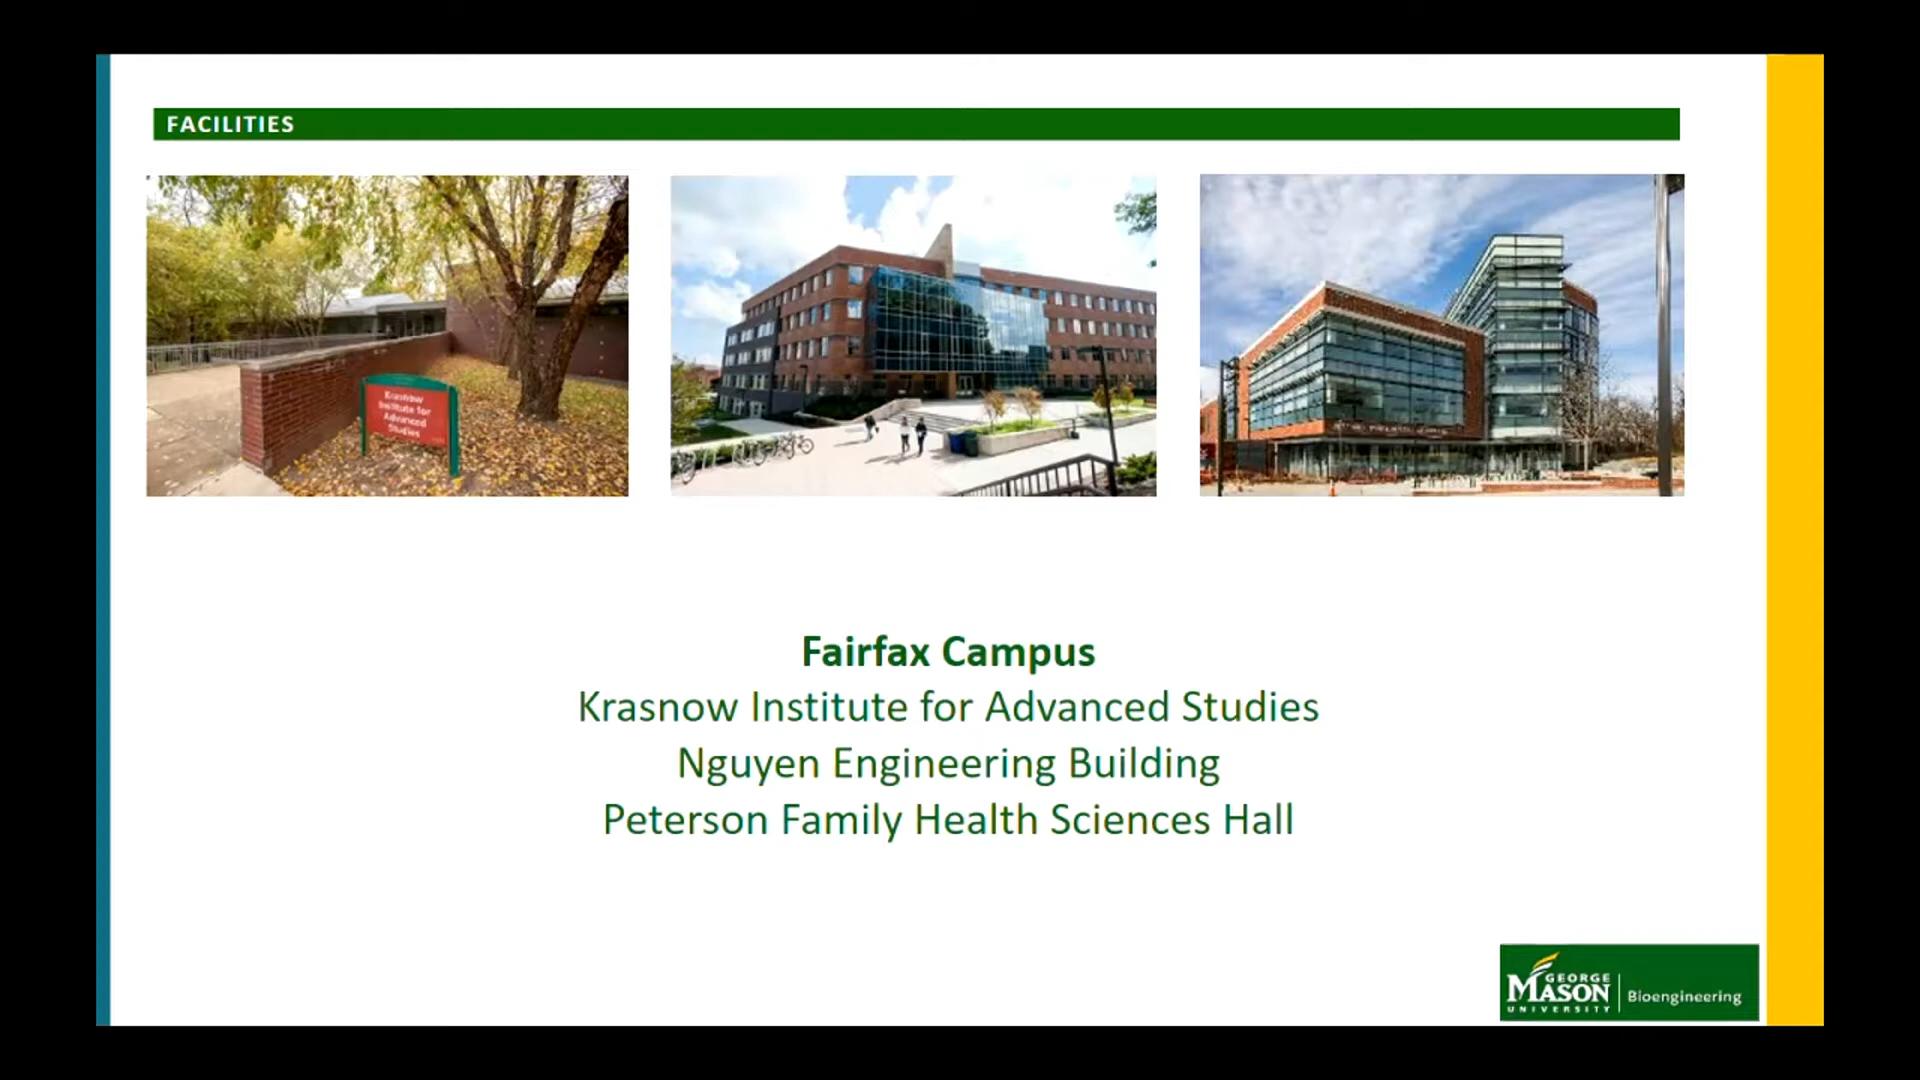 FACILITIES
Krasnow
Institute for
Advanced
Studies
Fairfax Campus
Krasnow Institute for Advanced Studies
Nguyen Engineering Building
Peterson Family Health Sciences Hall
GEORGE
MASON
UNIVERSITY
Bioengineering